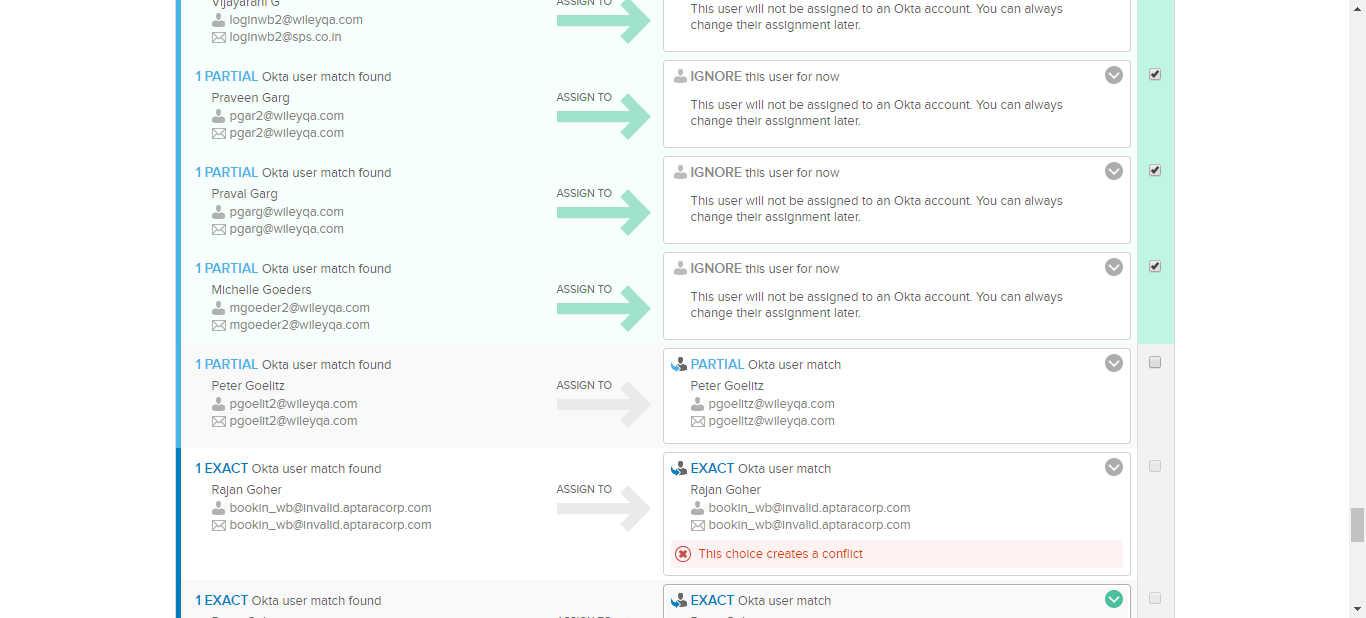 Vijayarani G
ASSIGN TO
loginwb2@wileyqa.com
loginwb2@sps.co.in
This user will not be assigned to an Okta account. You can always
change their assignment later.
1 PARTIAL Okta user match found
Praveen Garg
pgar2@wileyqa.com
pgar2@wileyqa.com
ASSIGN TO
IGNORE this user for now
This user will not be assigned to an Okta account. You can always
change their assignment later.
1 PARTIAL Okta user match found
Praval Garg
pgarg@wileyqa.com
pgarg@wileyqa.com
ASSIGN TO
IGNORE this user for now
This user will not be assigned to an Okta account. You can always
change their assignment later.
1 PARTIAL Okta user match found
Michelle Goeders
mgoeder2@wileyqa.com
mgoeder2@wileyqa.com
ASSIGN TO
IGNORE this user for now
This user will not be assigned to an Okta account. You can always
change their assignment later.
1 PARTIAL Okta user match found
Peter Goelitz
pgoelit2@wileyqa.com
pgoelit2@wileyqa.com
ASSIGN TO
PARTIAL Okta user match
Peter Goelitz
pgoelitz@wileyqa.com
pgoelitz@wileyqa.com
1 EXACT Okta user match found
Rajan Goher
bookin_wb@invalid.aptaracorp.com
bookin_wb@invalid.aptaracorp.com
ASSIGN TO
EXACT Okta user match
Rajan Goher
bookin_wb@invalid.aptaracorp.com
bookin_wb@invalid.aptaracorp.com
This choice creates a conflict
1 EXACT Okta user match found
EXACT Okta user match